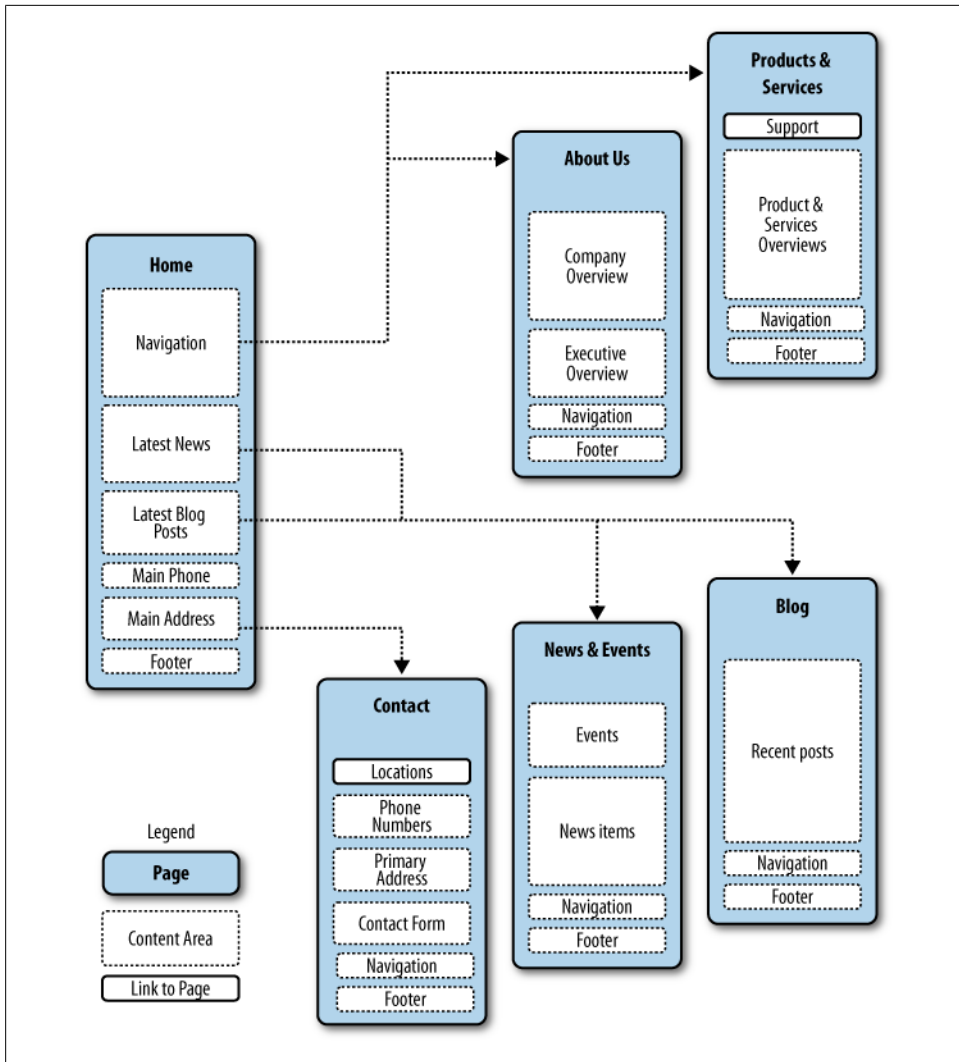 Products &
Services
Support
Product &
Services
Overviews
Navigation
Footer
About Us
Company
Overview
Executive
Overview
Navigation
Footer
Home
Navigation
Latest News
Latest Blog
Posts
Main Phone
Main Address
Footer
Contact
Locations
Phone
Numbers
Primary
Address
Contact Form
Navigation
Footer
News & Events
Events
News items
Navigation
Footer
Blog
Recent posts
Navigation
Footer
Legend
Page
Content Area
Link to Page